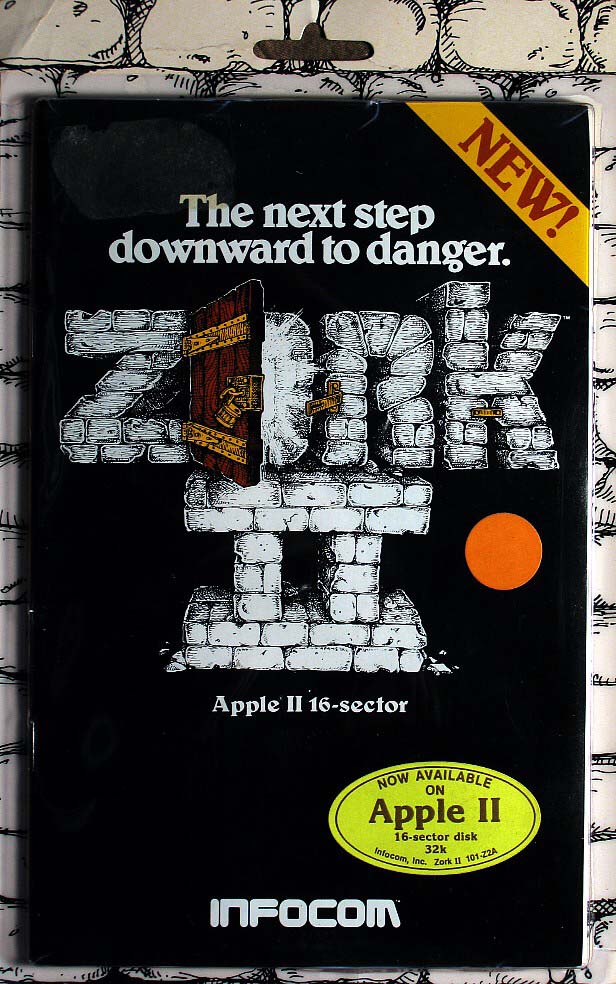 NEW!
The next step
downward to danger.
ZORK™
II
Apple II 16-sector
NOW AVAILABLE
ON
Apple II
16-sector disk
32k
Infocom, Inc. Zork II 101-Z2A
INFOCOM